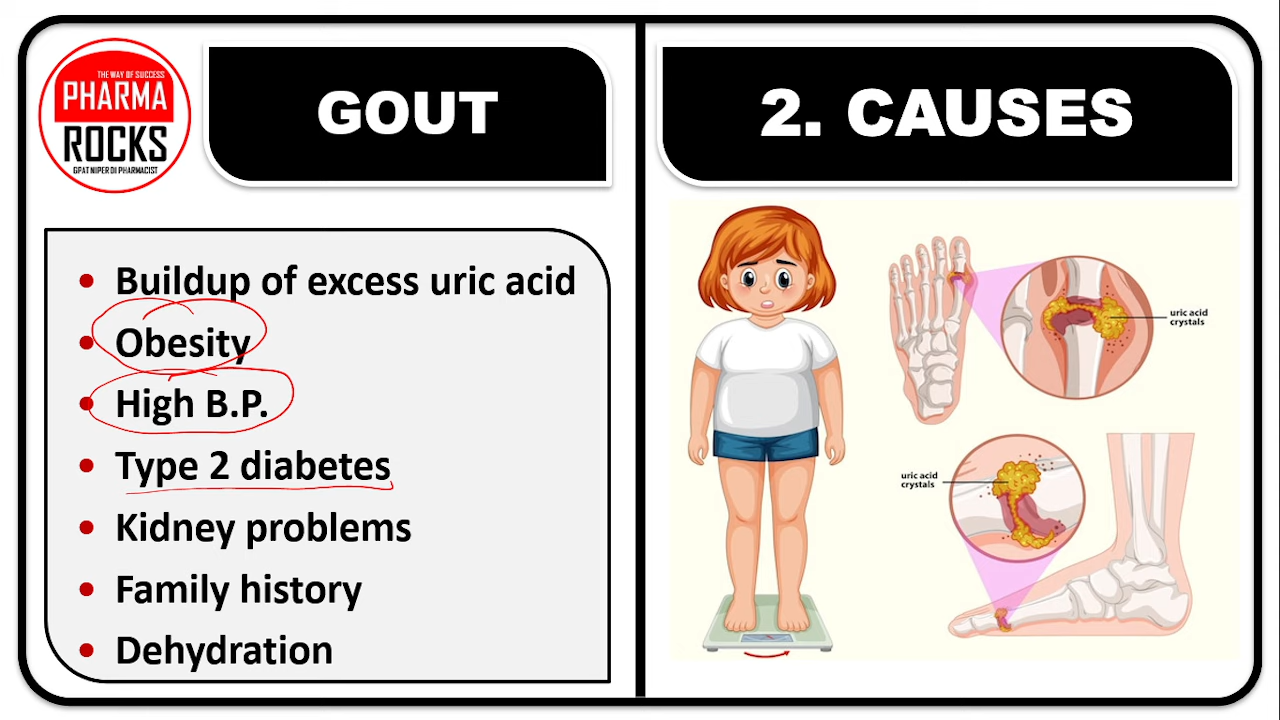 THE WAY OF SUCCESS
PHARMA
ROCKS
GPAT NIPER DI PHARMACIST
GOUT
• Buildup of excess uric acid
• Obesity
• High B.P.
• Type 2 diabetes
• Kidney problems
• Family history
• Dehydration
2. CAUSES
uric acid
crystals
uric acid
crystals